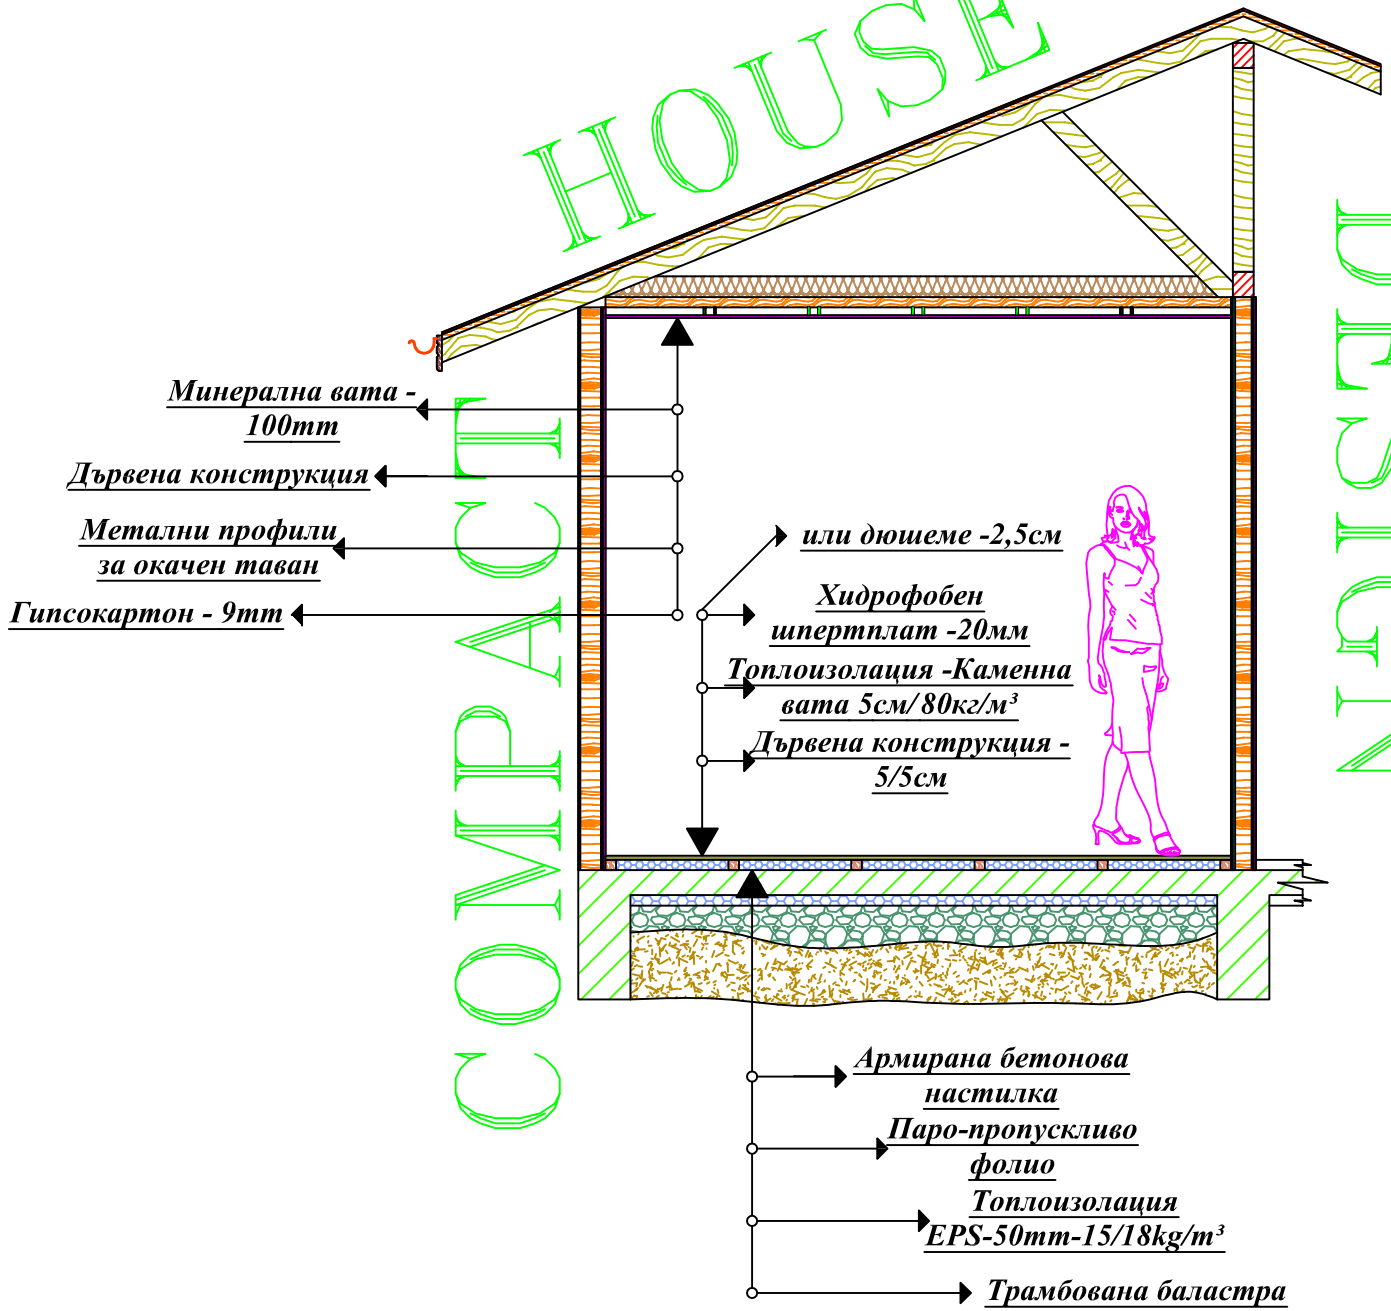 HOUSE
DESIGN
COMPACT
Минерална вата -
100mm
Дървена конструкция
Метални профили
за окачен таван
Гипсокартон - 9mm
или дюшеме -2,5см
Хидрофобен
шперплат -20мм
Топлоизолация -Каменна
вата 5см/80кг/м³
Дървена конструкция -
5/5см
Армирана бетонова
настилка
Паро-пропускливо
фолио
Топлоизолация
EPS-50mm-15/18kg/m³
Трамбована баластра